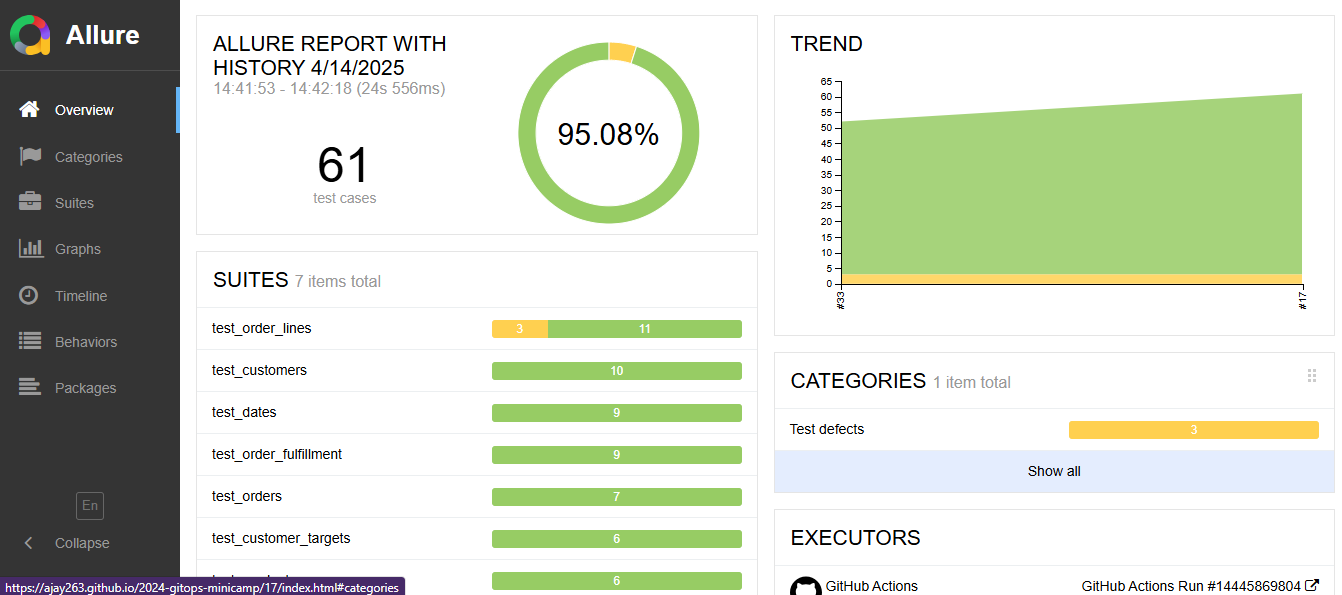 Allure
Overview
Categories
Suites
Graphs
Timeline
Behaviors
Packages
En
Collapse
https://ajay263.github.io/2024-gitops-minicamp/17/index.html#categories
ALLURE REPORT WITH
HISTORY 4/14/2025
14:41:53 - 14:42:18 (24s 556ms)
61
test cases
95.08%
SUITES 7 items total
test_order_lines 3 11
test_customers 10
test_dates 9
test_order_fulfillment 9
test_orders 7
test_customer_targets 6
6
TREND
65
60
55
50
45
40
35
30
25
20
15
10
5
0
#33
#17
CATEGORIES 1 item total
Test defects 3
Show all
EXECUTORS
GitHub Actions GitHub Actions Run #14445869804